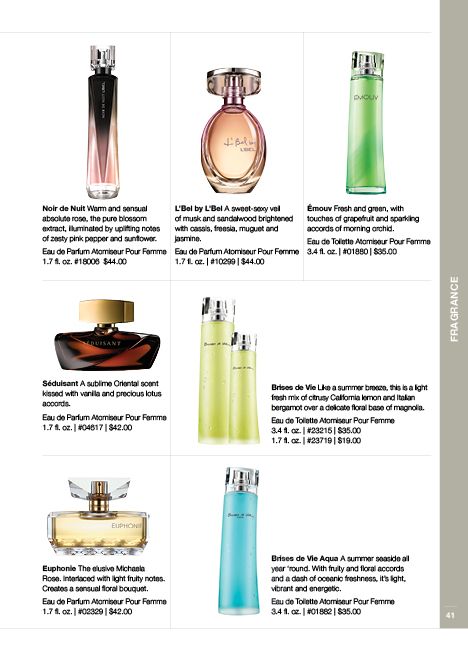 NOIR DE NUIT L'BEL
L'Bel by
L'BEL
ÉMOUV
Noir de Nuit Warm and sensual
absolute rose, the pure blossom
extract, illuminated by uplifting notes
of zesty pink pepper and sunflower.
Eau de Parfum Atomiseur Pour Femme
1.7 fl. oz. #18006 $44.00
L'Bel by L'Bel A sweet-sexy veil
of musk and sandalwood brightened
with cassis, freesia, muguet and
jasmine.
Eau de Parfum Atomiseur Pour Femme
1.7 fl. oz. | #10299 | $44.00
Émouv Fresh and green, with
touches of grapefruit and sparkling
accords of morning orchid.
Eau de Toilette Atomiseur Pour Femme
3.4 fl. oz. | #01880 | $35.00
FRAGRANCE
SÉDUISANT
Séduisant A sublime Oriental scent
kissed with vanilla and precious lotus
accords.
Eau de Parfum Atomiseur Pour Femme
1.7 fl. oz. | #04617 | $42.00
Brises de Vie
Brises de Vie Like a summer breeze, this is a light
fresh mix of citrusy California lemon and Italian
bergamot over a delicate floral base of magnolia.
Eau de Toilette Atomiseur Pour Femme
3.4 fl. oz. | #23215 | $35.00
1.7 fl. oz. | #23719 | $19.00
EUPHONIE
Euphonie The elusive Michaela
Rose. Interlaced with light fruity notes.
Creates a sensual floral bouquet.
Eau de Parfum Atomiseur Pour Femme
1.7 fl. oz. | #02329 | $42.00
Brises de Vie
Brises de Vie Aqua A summer seaside all
year 'round. With fruity and floral accords
and a dash of oceanic freshness, it's light,
vibrant and energetic.
Eau de Toilette Atomiseur Pour Femme
3.4 fl. oz. | #01882 | $35.00
41